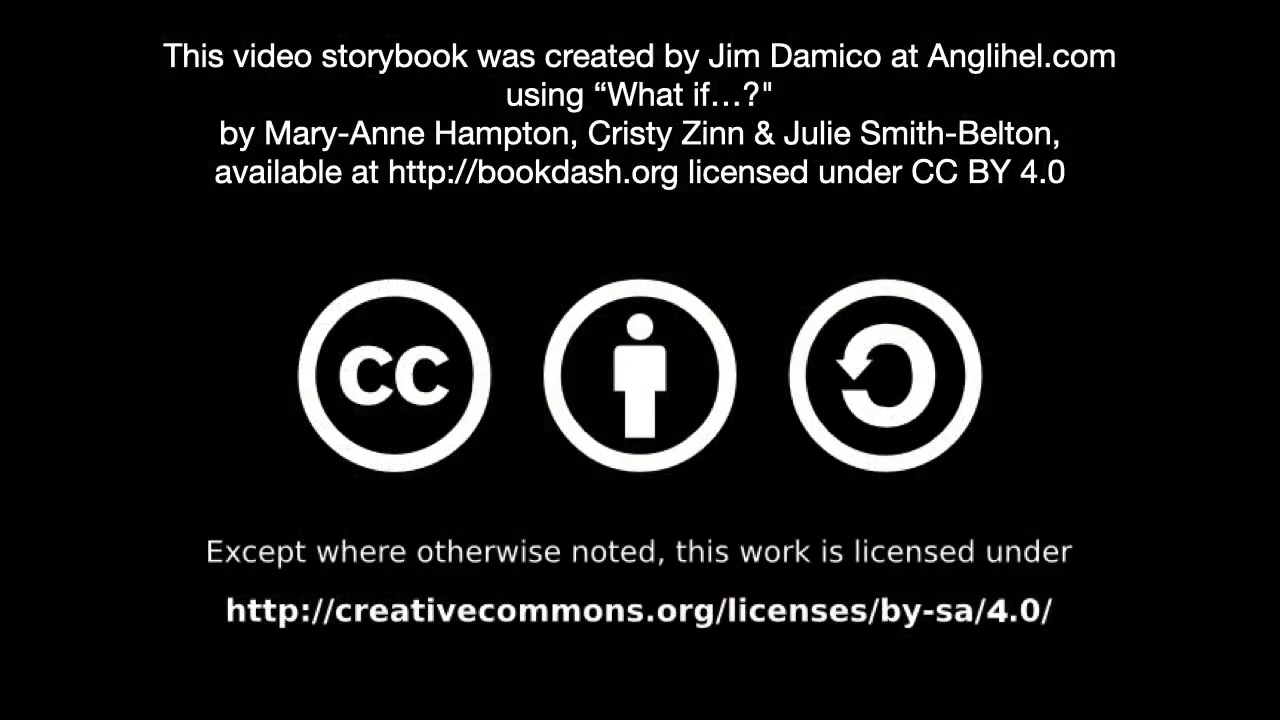 This video storybook was created by Jim Damico at Anglihel.com
using “What if…?"
by Mary-Anne Hampton, Cristy Zinn & Julie Smith-Belton,
available at http://bookdash.org licensed under CC BY 4.0
cc
Except where otherwise noted, this work is licensed under
http://creativecommons.org/licenses/by-sa/4.0/